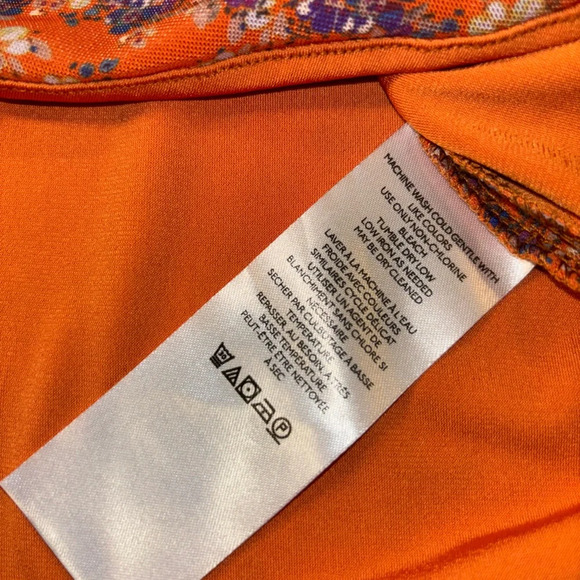 MACHINE WASH COLD GENTLE WITH
LIKE COLORS
USE ONLY NON-CHLORINE
BLEACH
TUMBLE DRY LOW
LOW IRON AS NEEDED
MAY BE DRY CLEANED
LAVER À LA MACHINE À L'EAU
FROIDE AVEC COULEURS
SIMILAIRES CYCLE DÉLICAT
UTILISER UN AGENT DE
BLANCHIMENT SANS CHLORE SI
NÉCESSAIRE
SECHER PAR CULBUTAGE À BASSE
TEMPÉRATURE
REPASSER, AU BESOIN, À TRÈS
BASSE TEMPÉRATURE
PEUT-ÊTRE ÊTRE NETTOYÉE
À SEC
30 P